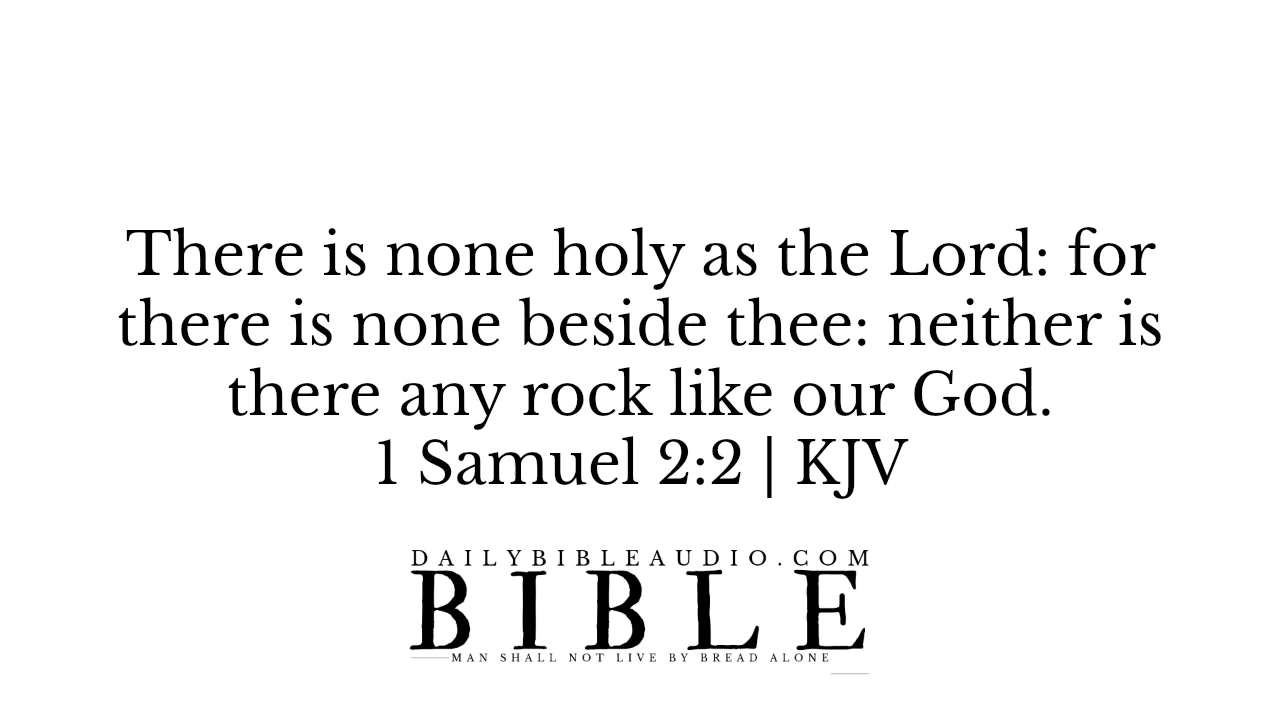 There is none holy as the Lord: for
there is none beside thee: neither is
there any rock like our God.
1 Samuel 2:2 | KJV
DAILYBIBLEAUDIO.COM
BIBLE
MAN SHALL NOT LIVE BY BREAD ALONE